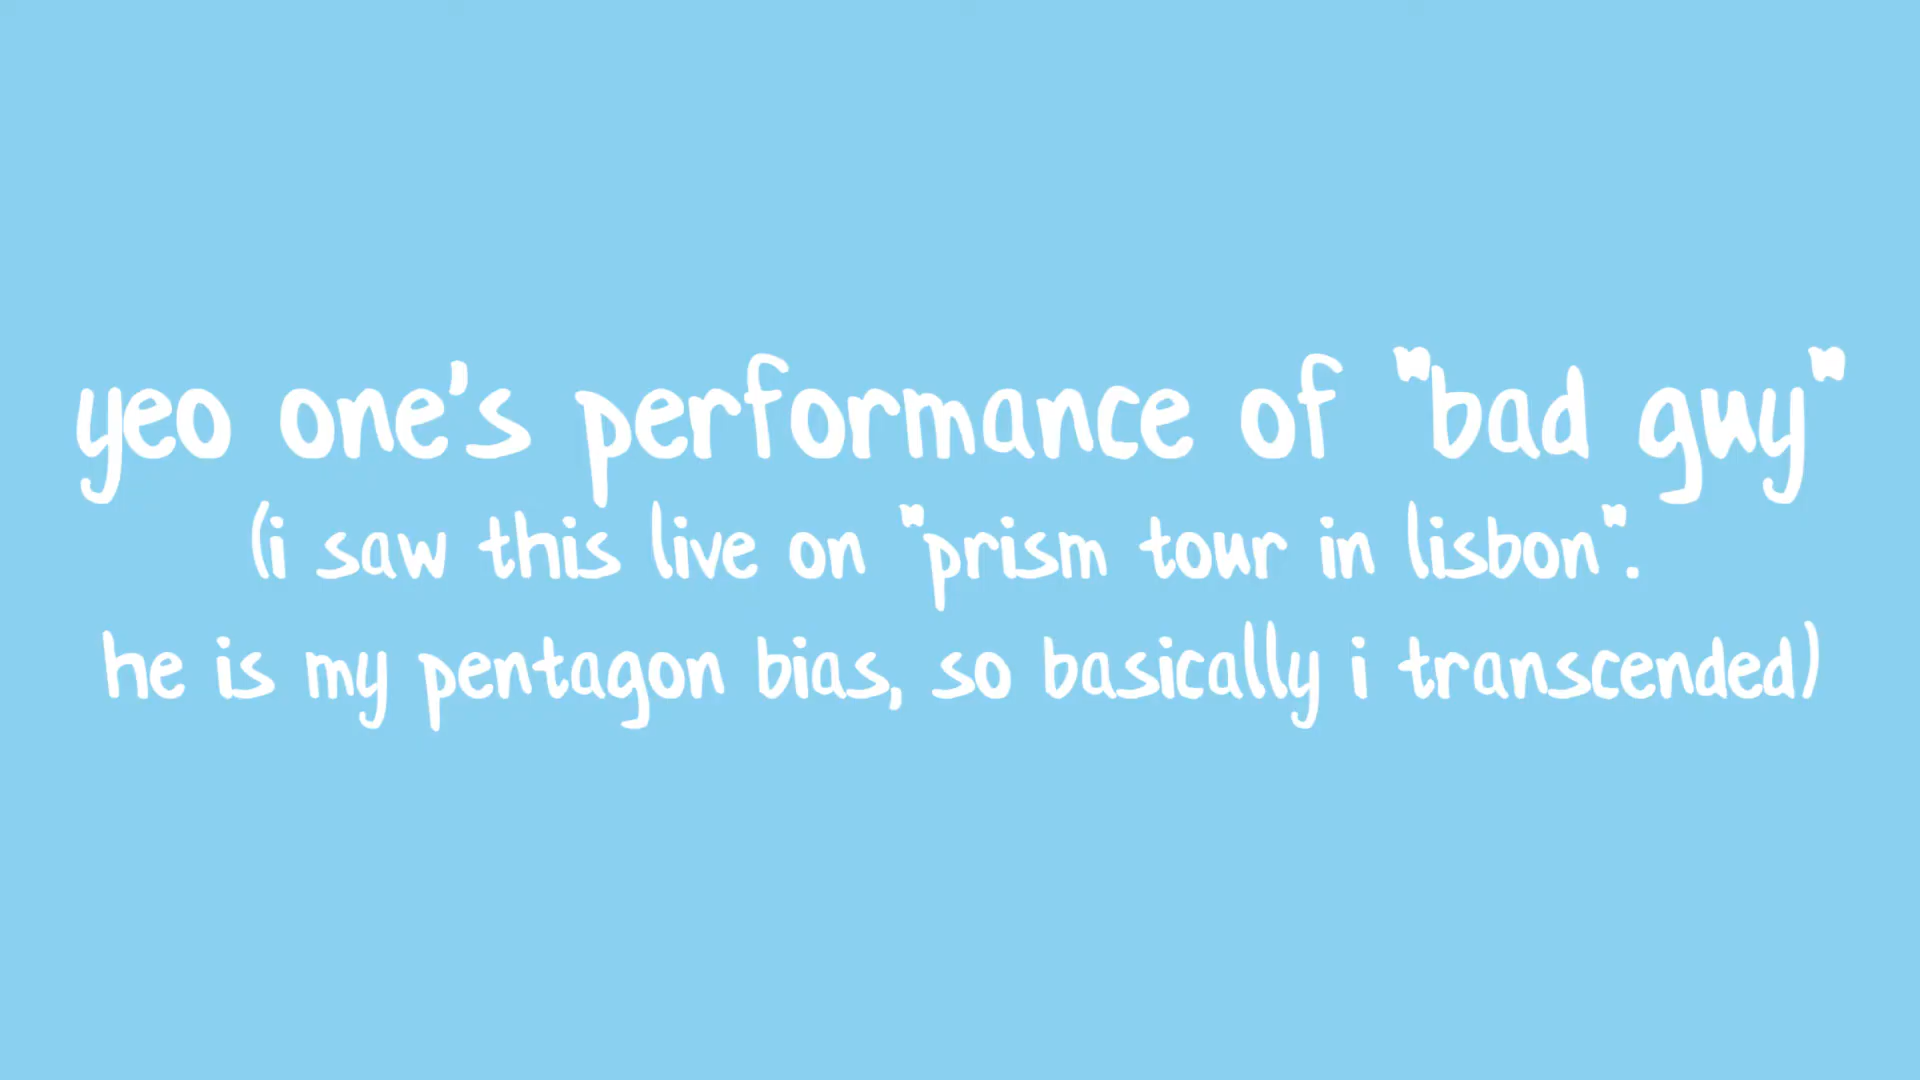 yeo one's performance of "bad guy"
(i saw this live on "prism tour in lisbon".
he is my pentagon bias, so basically i transcended)